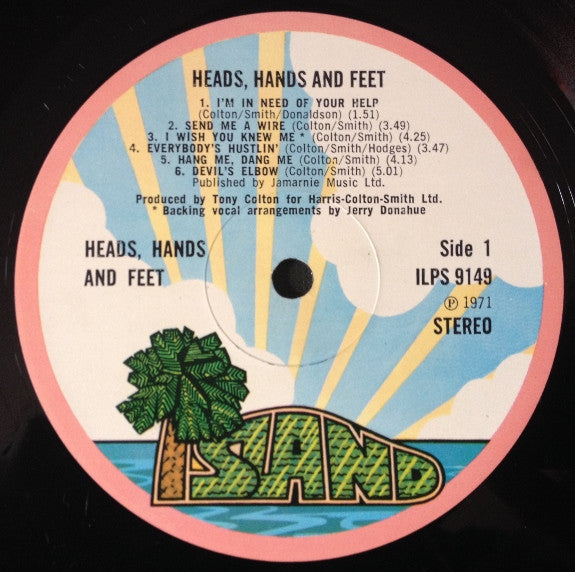 HEADS, HANDS AND FEET
1. I'M IN NEED OF YOUR HELP
(Colton/Smith/Donaldson) (1.51)
2. SEND ME A WIRE (Colton/Smith) (3.49)
3. I WISH YOU KNEW ME * (Colton/Smith) (4.25)
4. EVERYBODY'S HUSTLIN' (Colton/Smith/Hodges) (3.47)
5. HANG ME, DANG ME (Colton/Smith) (4.13)
6. DEVIL'S ELBOW (Colton/Smith) (5.01)
Published by Jamarnie Music Ltd.
Produced by Tony Colton for Harris-Colton-Smith Ltd.
* Backing vocal arrangements by Jerry Donahue
HEADS, HANDS
AND FEET
Side 1
ILPS 9149
℗ 1971
STEREO
ISLAND